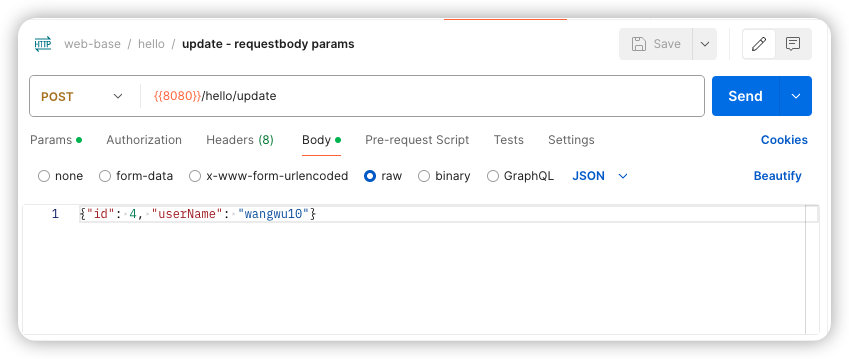 HTTP web-base / hello / update - requestbody params Save
POST {{8080}}/hello/update Send
Params Authorization Headers (8) Body Pre-request Script Tests Settings Cookies
none form-data x-www-form-urlencoded raw binary GraphQL JSON Beautify
1 {"id": 4, "userName": "wangwu10"}